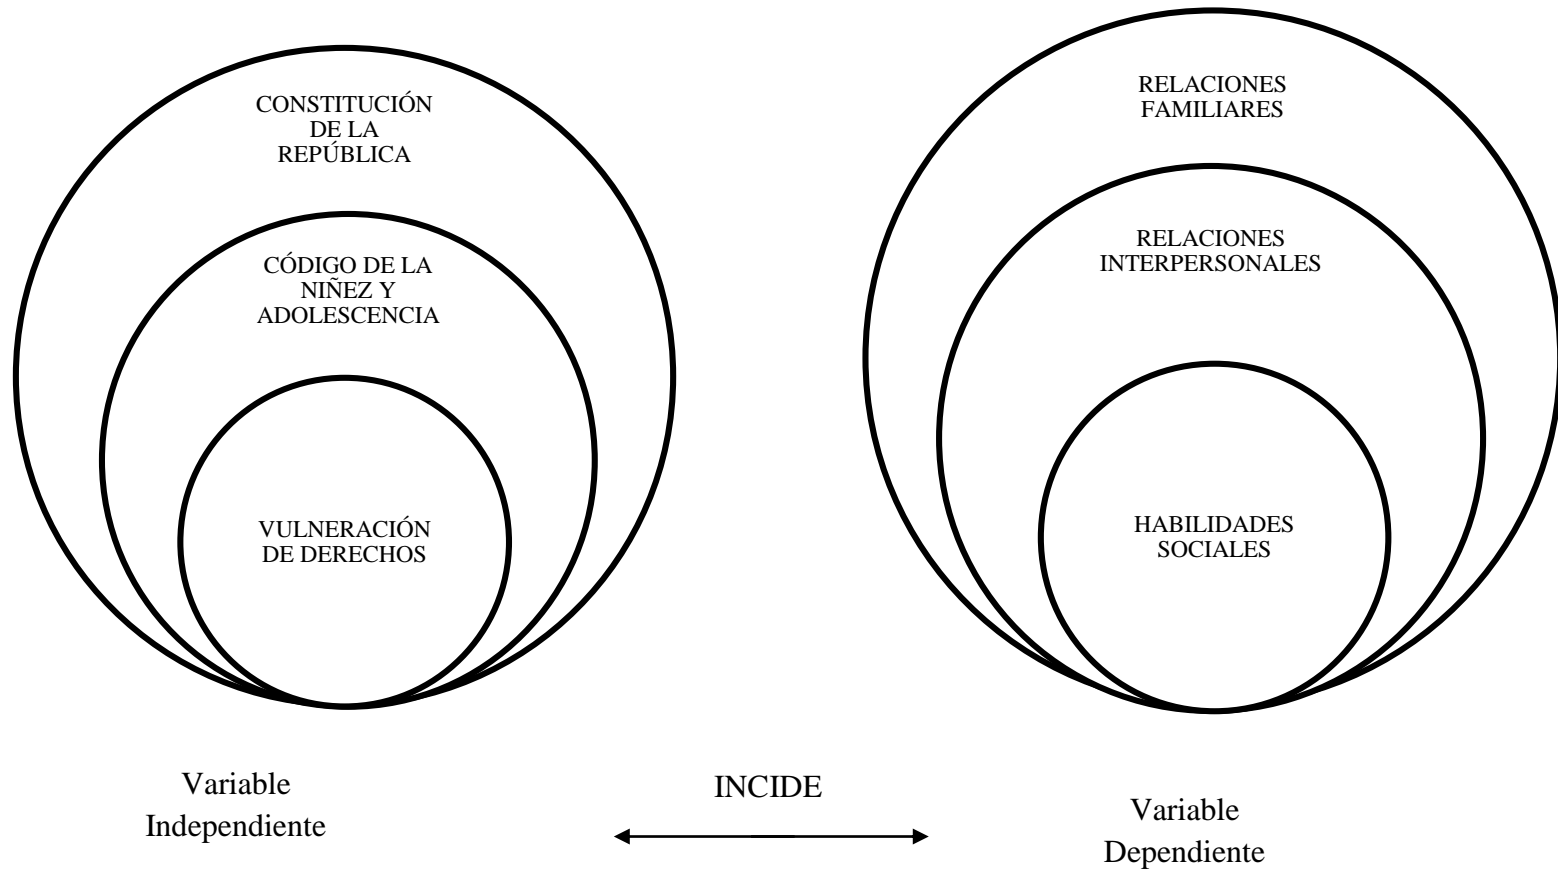 CONSTITUCIÓN
DE LA
REPÚBLICA
CÓDIGO DE LA
NIÑEZ Y
ADOLESCENCIA
VULNERACIÓN
DE DERECHOS
Variable
Independiente
INCIDE
RELACIONES
FAMILIARES
RELACIONES
INTERPERSONALES
HABILIDADES
SOCIALES
Variable
Dependiente